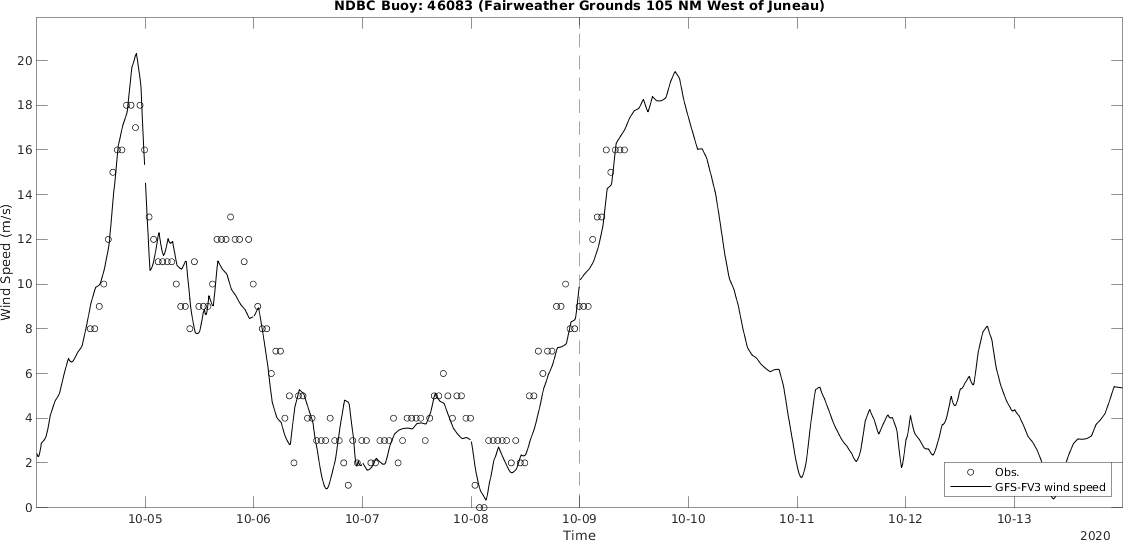 NDBC Buoy: 46083 (Fairweather Grounds 105 NM West of Juneau)
Wind Speed (m/s)
20
18
16
14
12
10
8
6
4
2
0
Obs.
GFS-FV3 wind speed
10-05 10-06 10-07 10-08 10-09 10-10 10-11 10-12 10-13
Time
2020